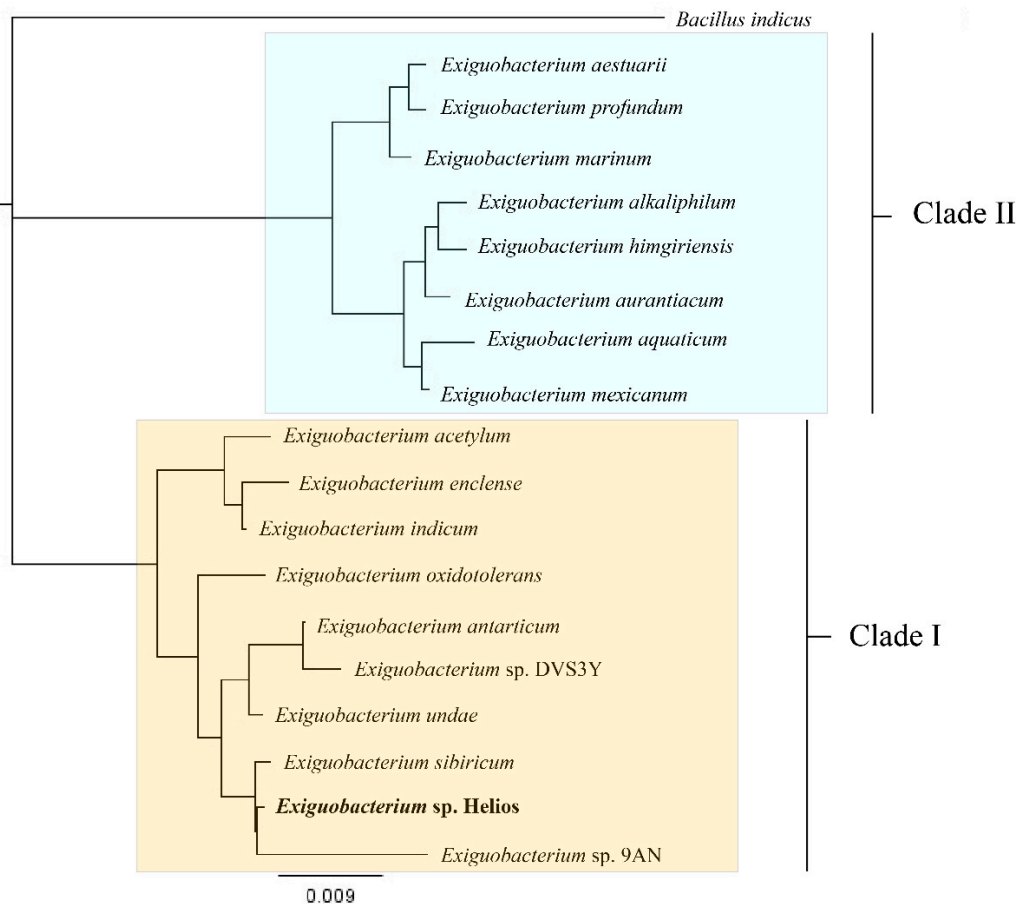 Bacillus indicus
Exiguobacterium aestuarii
Exiguobacterium profundum
Exiguobacterium marinum
Exiguobacterium alkaliphilum
Clade II
Exiguobacterium himgiriensis
Exiguobacterium aurantiacum
Exiguobacterium aquaticum
Exiguobacterium mexicanum
Exiguobacterium acetylum
Exiguobacterium enclense
Exiguobacterium indicum
Exiguobacterium oxidotolerans
Exiguobacterium antarticum
Clade I
Exiguobacterium sp. DVS3Y
Exiguobacterium undae
Exiguobacterium sibiricum
Exiguobacterium sp. Helios
Exiguobacterium sp. 9AN
0.009